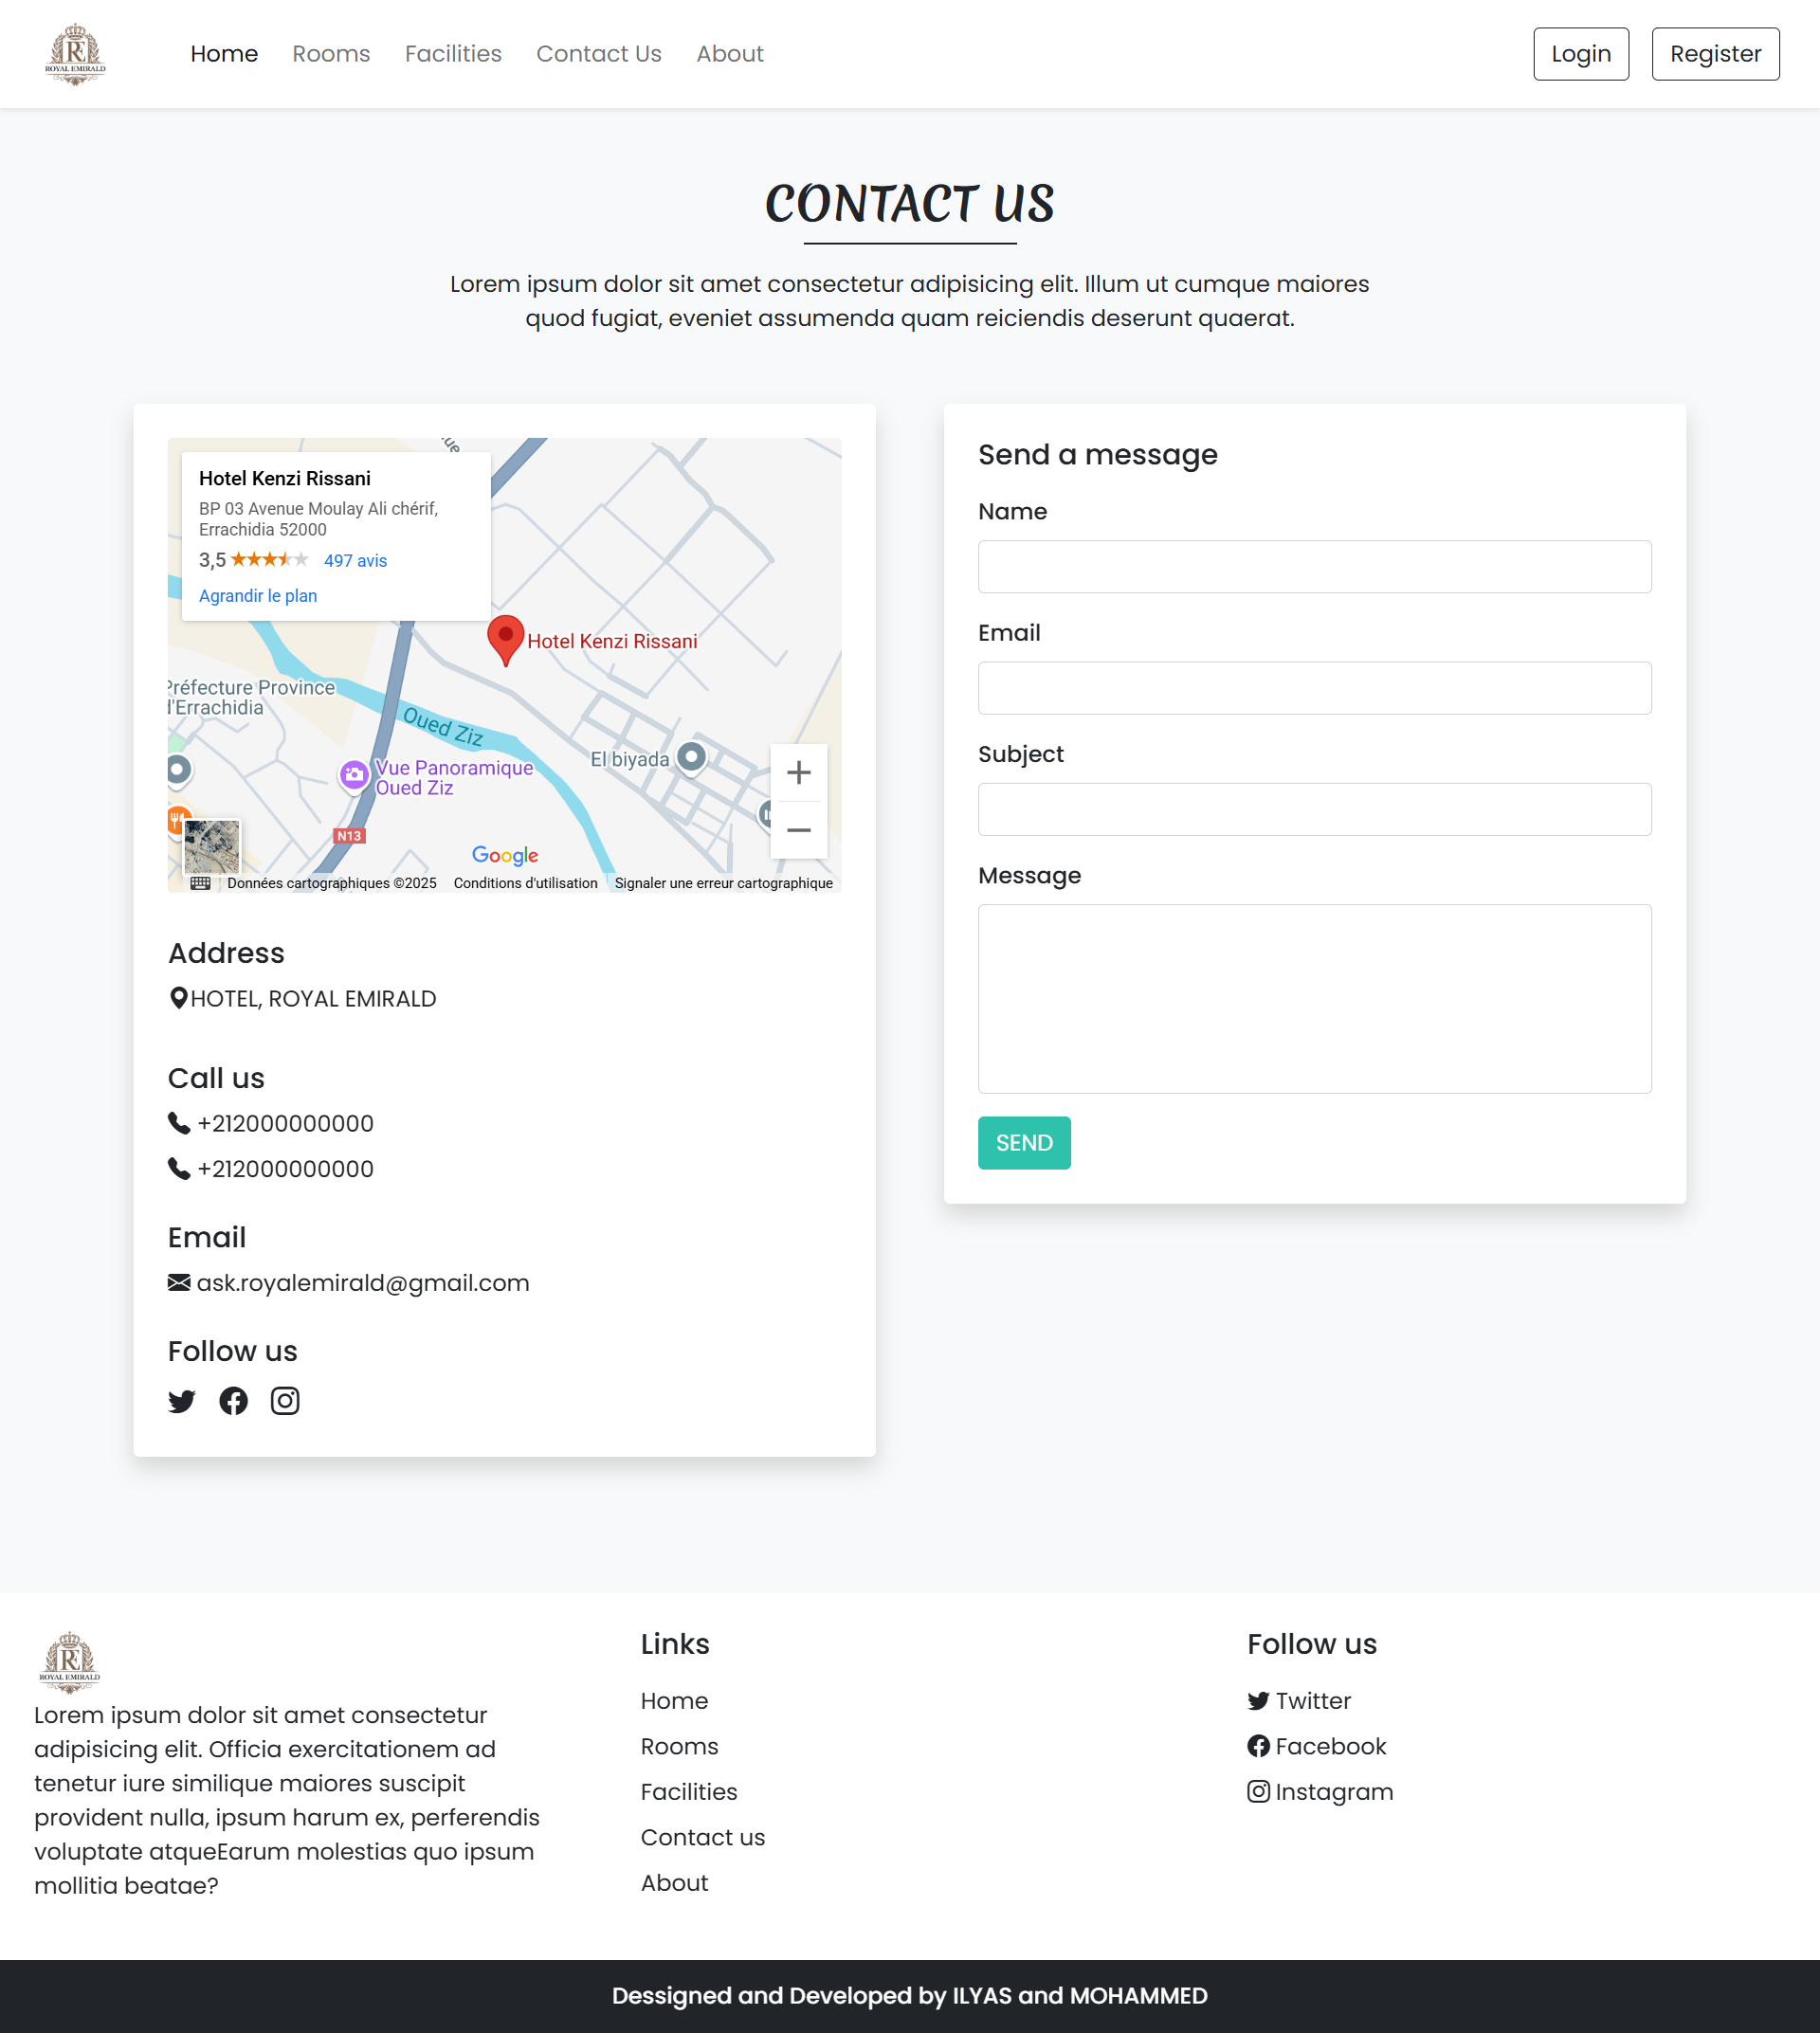 RE
ROYAL EMIRALD
Home
Rooms
Facilities
Contact Us
About
Login
Register
CONTACT US
Lorem ipsum dolor sit amet consectetur adipisicing elit. Illum ut cumque maiores
quod fugiat, eveniet assumenda quam reiciendis deserunt quaerat.
Hotel Kenzi Rissani
BP 03 Avenue Moulay Ali chérif,
Errachidia 52000
3,5
497 avis
Agrandir le plan
Hotel Kenzi Rissani
Préfecture Province
d'Errachidia
Oued Ziz
Vue Panoramique
Oued Ziz
El biyada
N13
Google
Données cartographiques ©2025
Conditions d'utilisation
Signaler une erreur cartographique
Address
HOTEL, ROYAL EMIRALD
Call us
+212000000000
+212000000000
Email
ask.royalemirald@gmail.com
Follow us
Send a message
Name
Email
Subject
Message
SEND
RE
ROYAL EMIRALD
Lorem ipsum dolor sit amet consectetur
adipisicing elit. Officia exercitationem ad
tenetur iure similique maiores suscipit
provident nulla, ipsum harum ex, perferendis
voluptate atqueEarum molestias quo ipsum
mollitia beatae?
Links
Home
Rooms
Facilities
Contact us
About
Follow us
Twitter
Facebook
Instagram
Dessigned and Developed by ILYAS and MOHAMMED